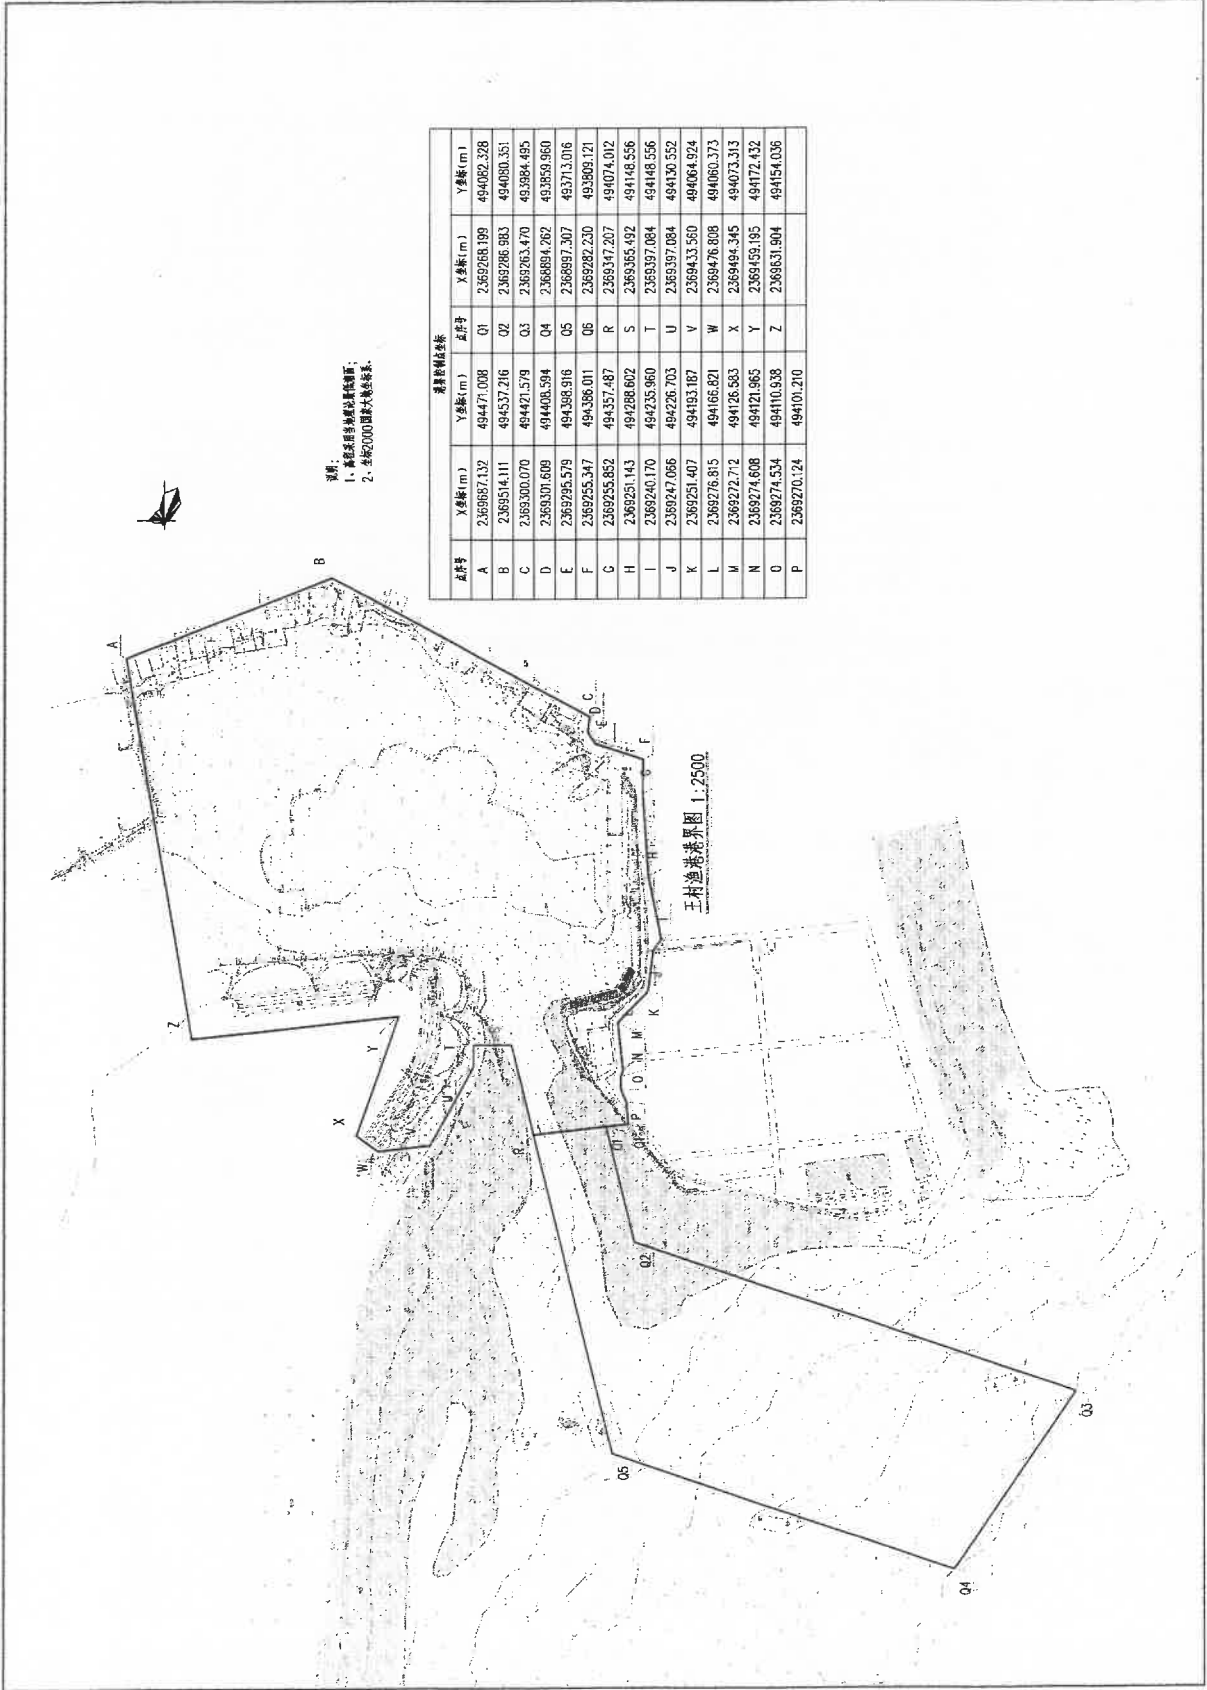 说明：
1、高程采用当地理论最低潮面；
2、坐标2000国家大地坐标系。
港界控制点坐标
点序号 X坐标(m) Y坐标(m) 点序号 X坐标(m) Y坐标(m)
A 2369687.132 494471.008 Q1 2369268.199 494082.328
B 2369514.111 494537.216 Q2 2369286.983 494080.351
C 2369300.070 494421.579 Q3 2369263.470 493984.495
D 2369301.609 494408.594 Q4 2368894.262 493859.960
E 2369295.579 494398.916 Q5 2368997.307 493713.016
F 2369255.347 494386.011 Q6 2369282.230 493809.121
G 2369255.852 494357.487 R 2369347.207 494074.012
H 2369251.143 494288.602 S 2369365.492 494148.556
I 2369240.170 494235.960 T 2369397.084 494148.556
J 2369247.066 494226.703 U 2369397.084 494130.552
K 2369251.407 494193.187 V 2369433.560 494064.924
L 2369276.815 494166.821 W 2369476.808 494060.373
M 2369272.712 494126.583 X 2369494.345 494073.313
N 2369274.608 494121.965 Y 2369459.195 494172.432
O 2369274.534 494110.938 Z 2369631.904 494154.036
P 2369270.124 494101.210
王村渔港港界图 1:2500
A
B
C
D
E
F
G
H
I
J
K
M
N
O
P
Q1
Q2
Q3
Q4
Q5
R
S
T
U
V
W
X
Y
Z